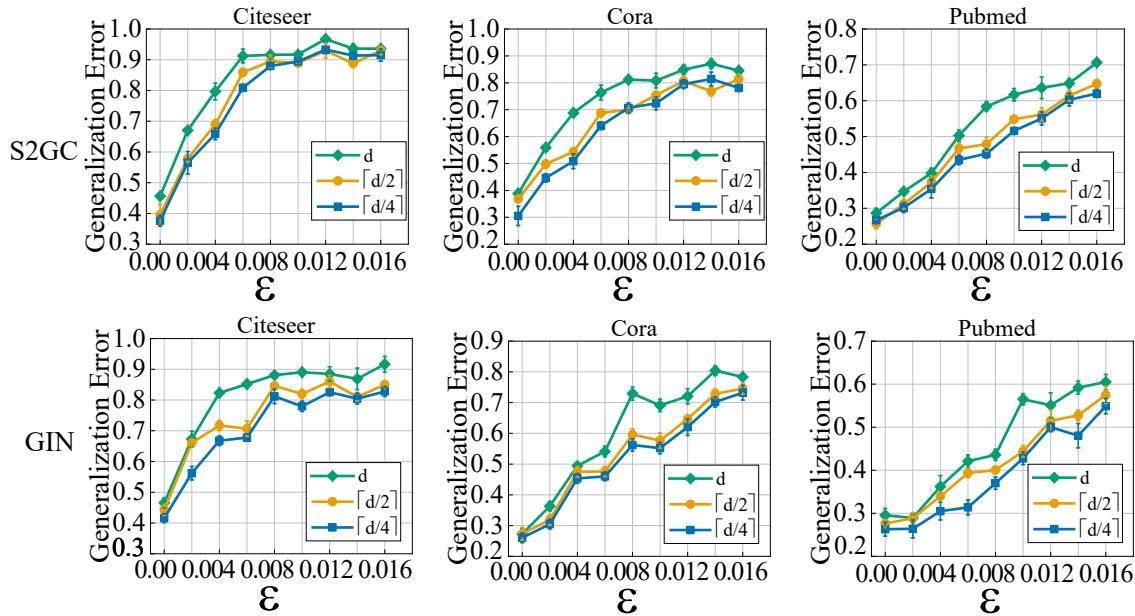 Citeseer
Cora
Pubmed
S2GC
Generalization Error
1.0
0.9
0.8
0.7
0.6
0.5
0.4
0.3
d
⌈d/2⌉
⌈d/4⌉
0.00 0.004 0.008 0.012 0.016
ε
Generalization Error
1.0
0.9
0.8
0.7
0.6
0.5
0.4
0.3
0.2
d
⌈d/2⌉
⌈d/4⌉
0.00 0.004 0.008 0.012 0.016
ε
Generalization Error
0.8
0.7
0.6
0.5
0.4
0.3
0.2
d
⌈d/2⌉
⌈d/4⌉
0.00 0.004 0.008 0.012 0.016
ε
Citeseer
Cora
Pubmed
GIN
Generalization Error
1.0
0.9
0.8
0.7
0.6
0.5
0.4
0.3
d
⌈d/2⌉
⌈d/4⌉
0.00 0.004 0.008 0.012 0.016
ε
Generalization Error
0.9
0.8
0.7
0.6
0.5
0.4
0.3
0.2
d
⌈d/2⌉
⌈d/4⌉
0.00 0.004 0.008 0.012 0.016
ε
Generalization Error
0.7
0.6
0.5
0.4
0.3
0.2
d
⌈d/2⌉
⌈d/4⌉
0.00 0.004 0.008 0.012 0.016
ε